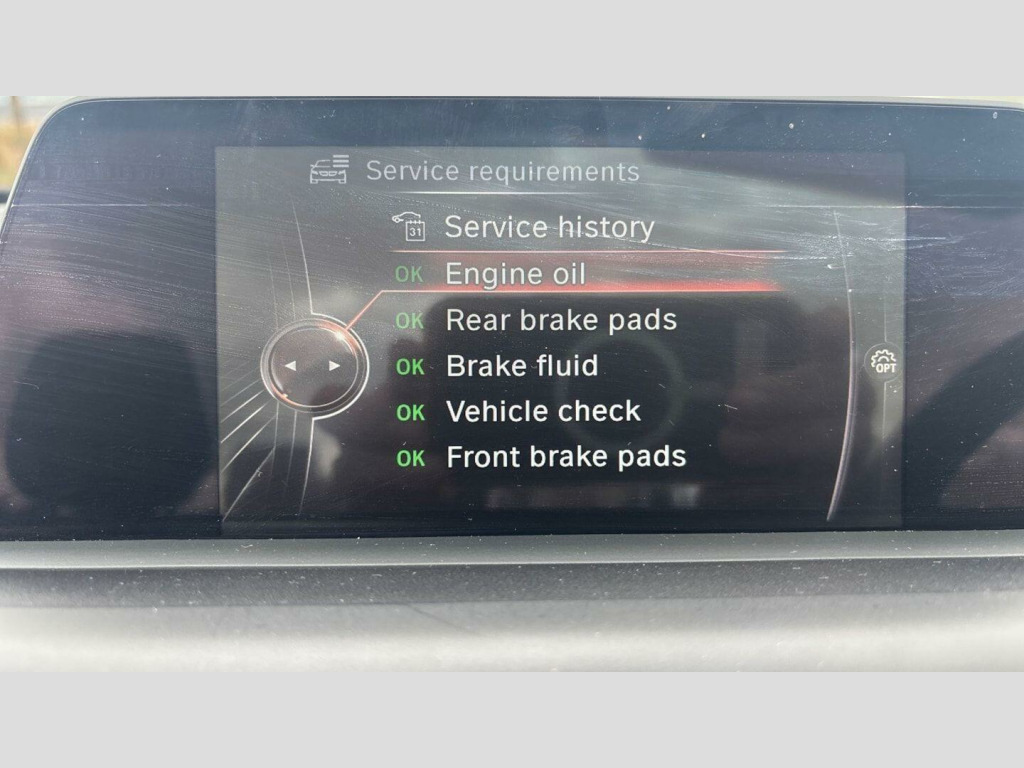 Service requirements
31 Service history
OK Engine oil
OK Rear brake pads
OK Brake fluid
OPT
OK Vehicle check
OK Front brake pads